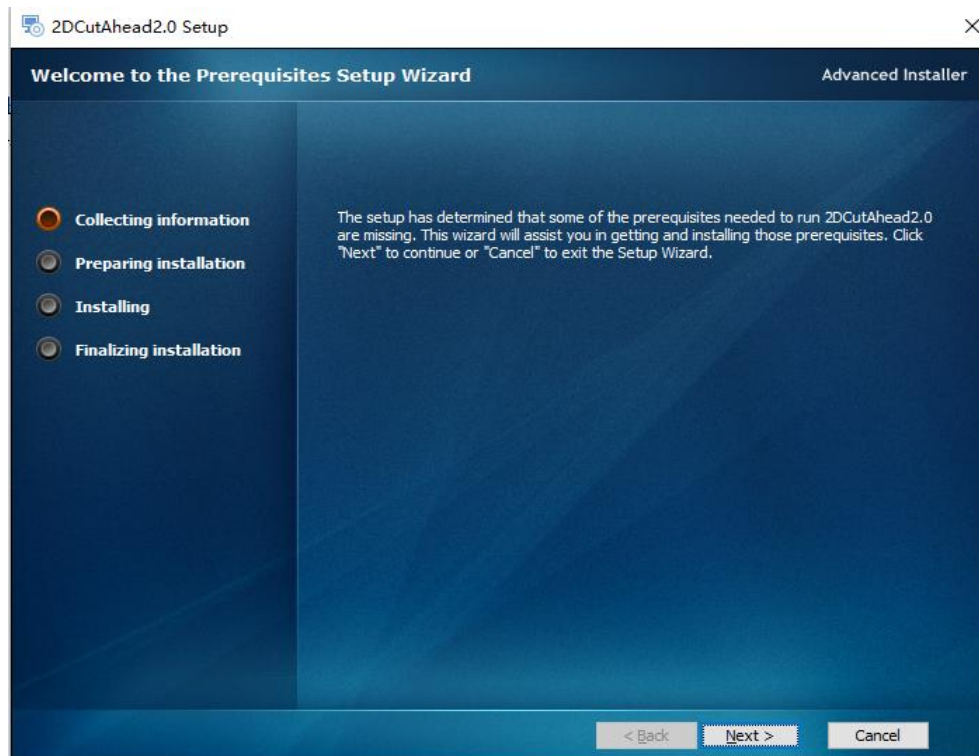 2DCutAhead2.0 Setup
Welcome to the Prerequisites Setup Wizard
Advanced Installer
Collecting information
Preparing installation
Installing
Finalizing installation
The setup has determined that some of the prerequisites needed to run 2DCutAhead2.0
are missing. This wizard will assist you in getting and installing those prerequisites. Click
"Next" to continue or "Cancel" to exit the Setup Wizard.
< Back
Next >
Cancel